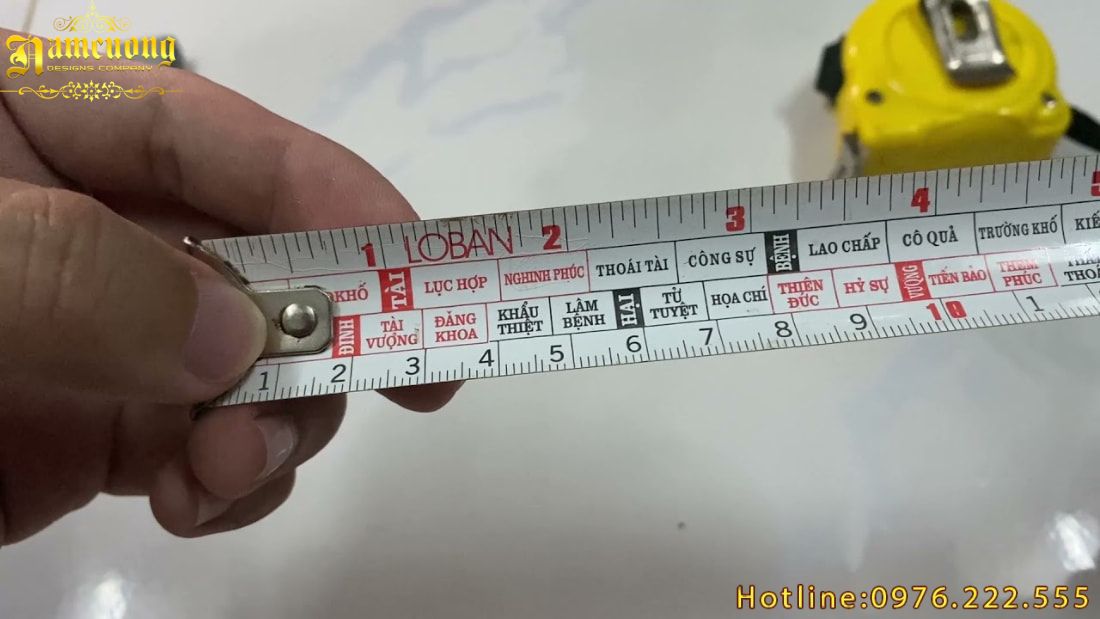 Namcuong
DESIGNS COMPANY
1 LOBAN 2 3 4 5
KHỐ TÀI LỤC HỢP NGHINH PHÚC THOÁI TÀI CÔNG SỰ BỆNH LAO CHẤP CÔ QUẢ TRƯỜNG KHỐ
ĐINH TÀI VƯỢNG ĐĂNG KHOA KHẨU THIỆT LÂM BỆNH HẠI TỬ TUYỆT HỌA CHÍ THIÊN ĐỨC HỶ SỰ VƯỢNG TIẾN BẢO THÊM PHÚC
1 2 3 4 5 6 7 8 9 10 1
Hotline:0976.222.555